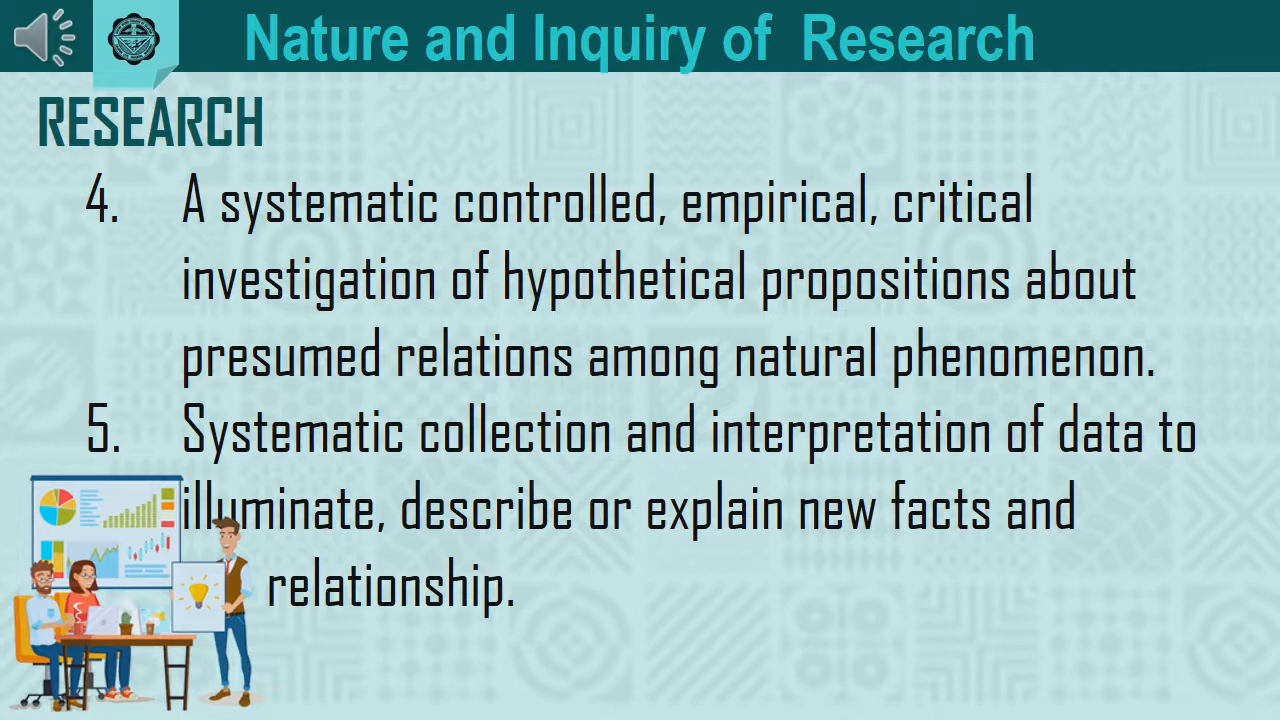 Nature and Inquiry of Research
RESEARCH
4. A systematic controlled, empirical, critical
investigation of hypothetical propositions about
presumed relations among natural phenomenon.
5. Systematic collection and interpretation of data to
illuminate, describe or explain new facts and
relationship.